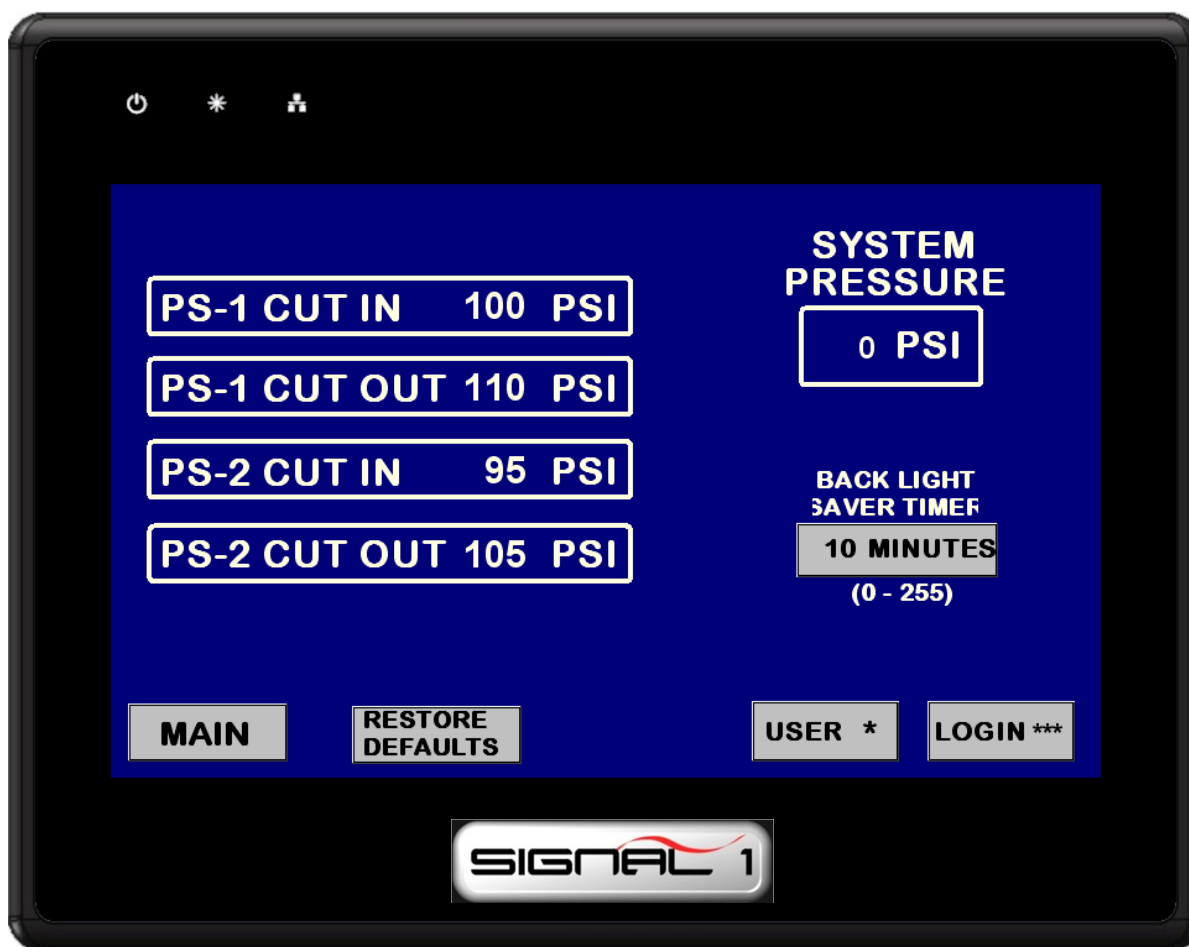 SYSTEM
PRESSURE
0 PSI
PS-1 CUT IN 100 PSI
PS-1 CUT OUT 110 PSI
PS-2 CUT IN 95 PSI
PS-2 CUT OUT 105 PSI
BACK LIGHT
SAVER TIMER
10 MINUTES
(0 - 255)
MAIN
RESTORE
DEFAULTS
USER *
LOGIN ***
SIGNAL 1